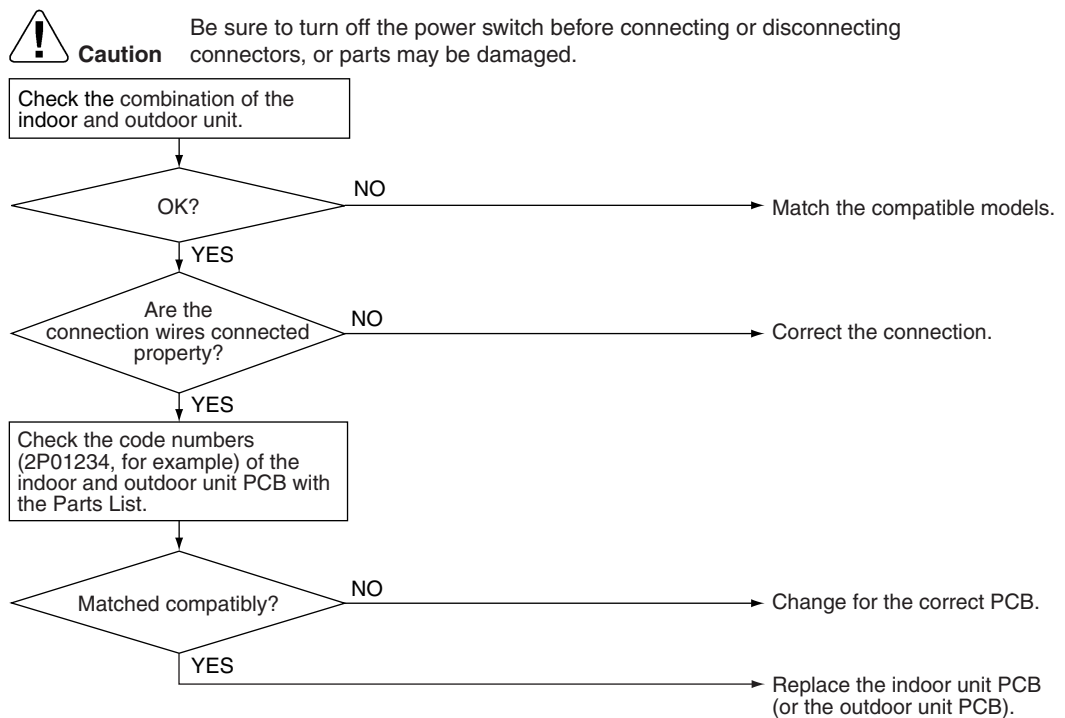 Be sure to turn off the power switch before connecting or disconnecting
Caution connectors, or parts may be damaged.
Check the combination of the
indoor and outdoor unit.
OK?
NO
Match the compatible models.
YES
Are the
connection wires connected
property?
NO
Correct the connection.
YES
Check the code numbers
(2P01234, for example) of the
indoor and outdoor unit PCB with
the Parts List.
Matched compatibly?
NO
Change for the correct PCB.
YES
Replace the indoor unit PCB
(or the outdoor unit PCB).